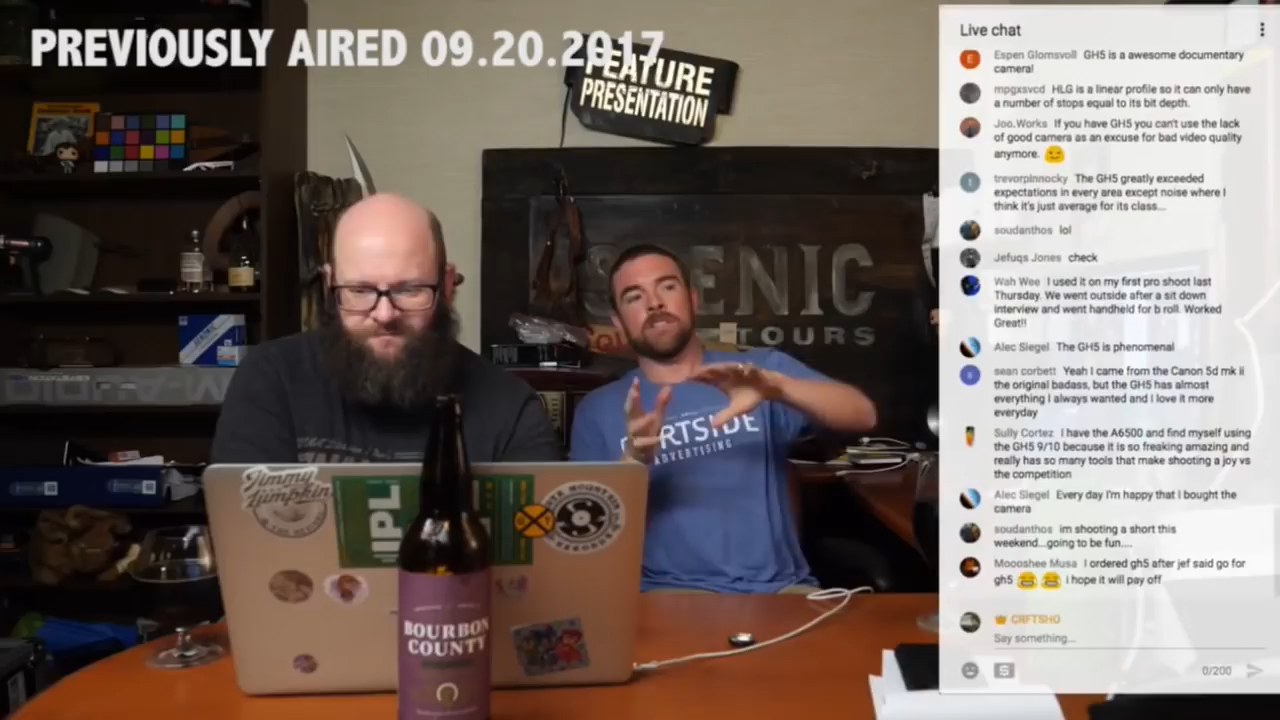 PREVIOUSLY AIRED 09.20.2017
FEATURE
PRESENTATION
SCENIC
TOURS
RTSIDE
ADVERTISING
Jimmy
Lumpkin
HIPL
BOURBON
COUNTY
Live chat
Espen Glomsvoll GH5 is a awesome documentary
camera!
mpgxsvcd HLG is a linear profile so it can only have
a number of stops equal to its bit depth.
Joo.Works If you have GH5 you can't use the lack
of good camera as an excuse for bad video quality
anymore.
trevorpinnocky The GH5 greatly exceeded
expectations in every area except noise where I
think it's just average for its class...
soudanthos lol
Jefuqs Jones check
Wah Wee I used it on my first pro shoot last
Thursday. We went outside after a sit down
interview and went handheld for b roll. Worked
Great!!
Alec Siegel The GH5 is phenomenal
sean corbett Yeah I came from the Canon 5d mk ii
the original badass, but the GH5 has almost
everything I always wanted and I love it more
everyday
Sully Cortez I have the A6500 and find myself using
the GH5 9/10 because it is so freaking amazing and
really has so many tools that make shooting a joy vs
the competition
Alec Siegel Every day I'm happy that I bought the
camera
soudanthos im shooting a short this
weekend...going to be fun....
Moooshee Musa I ordered gh5 after jef said go for
gh5 i hope it will pay off
CRFTSHO
Say something...
0/200